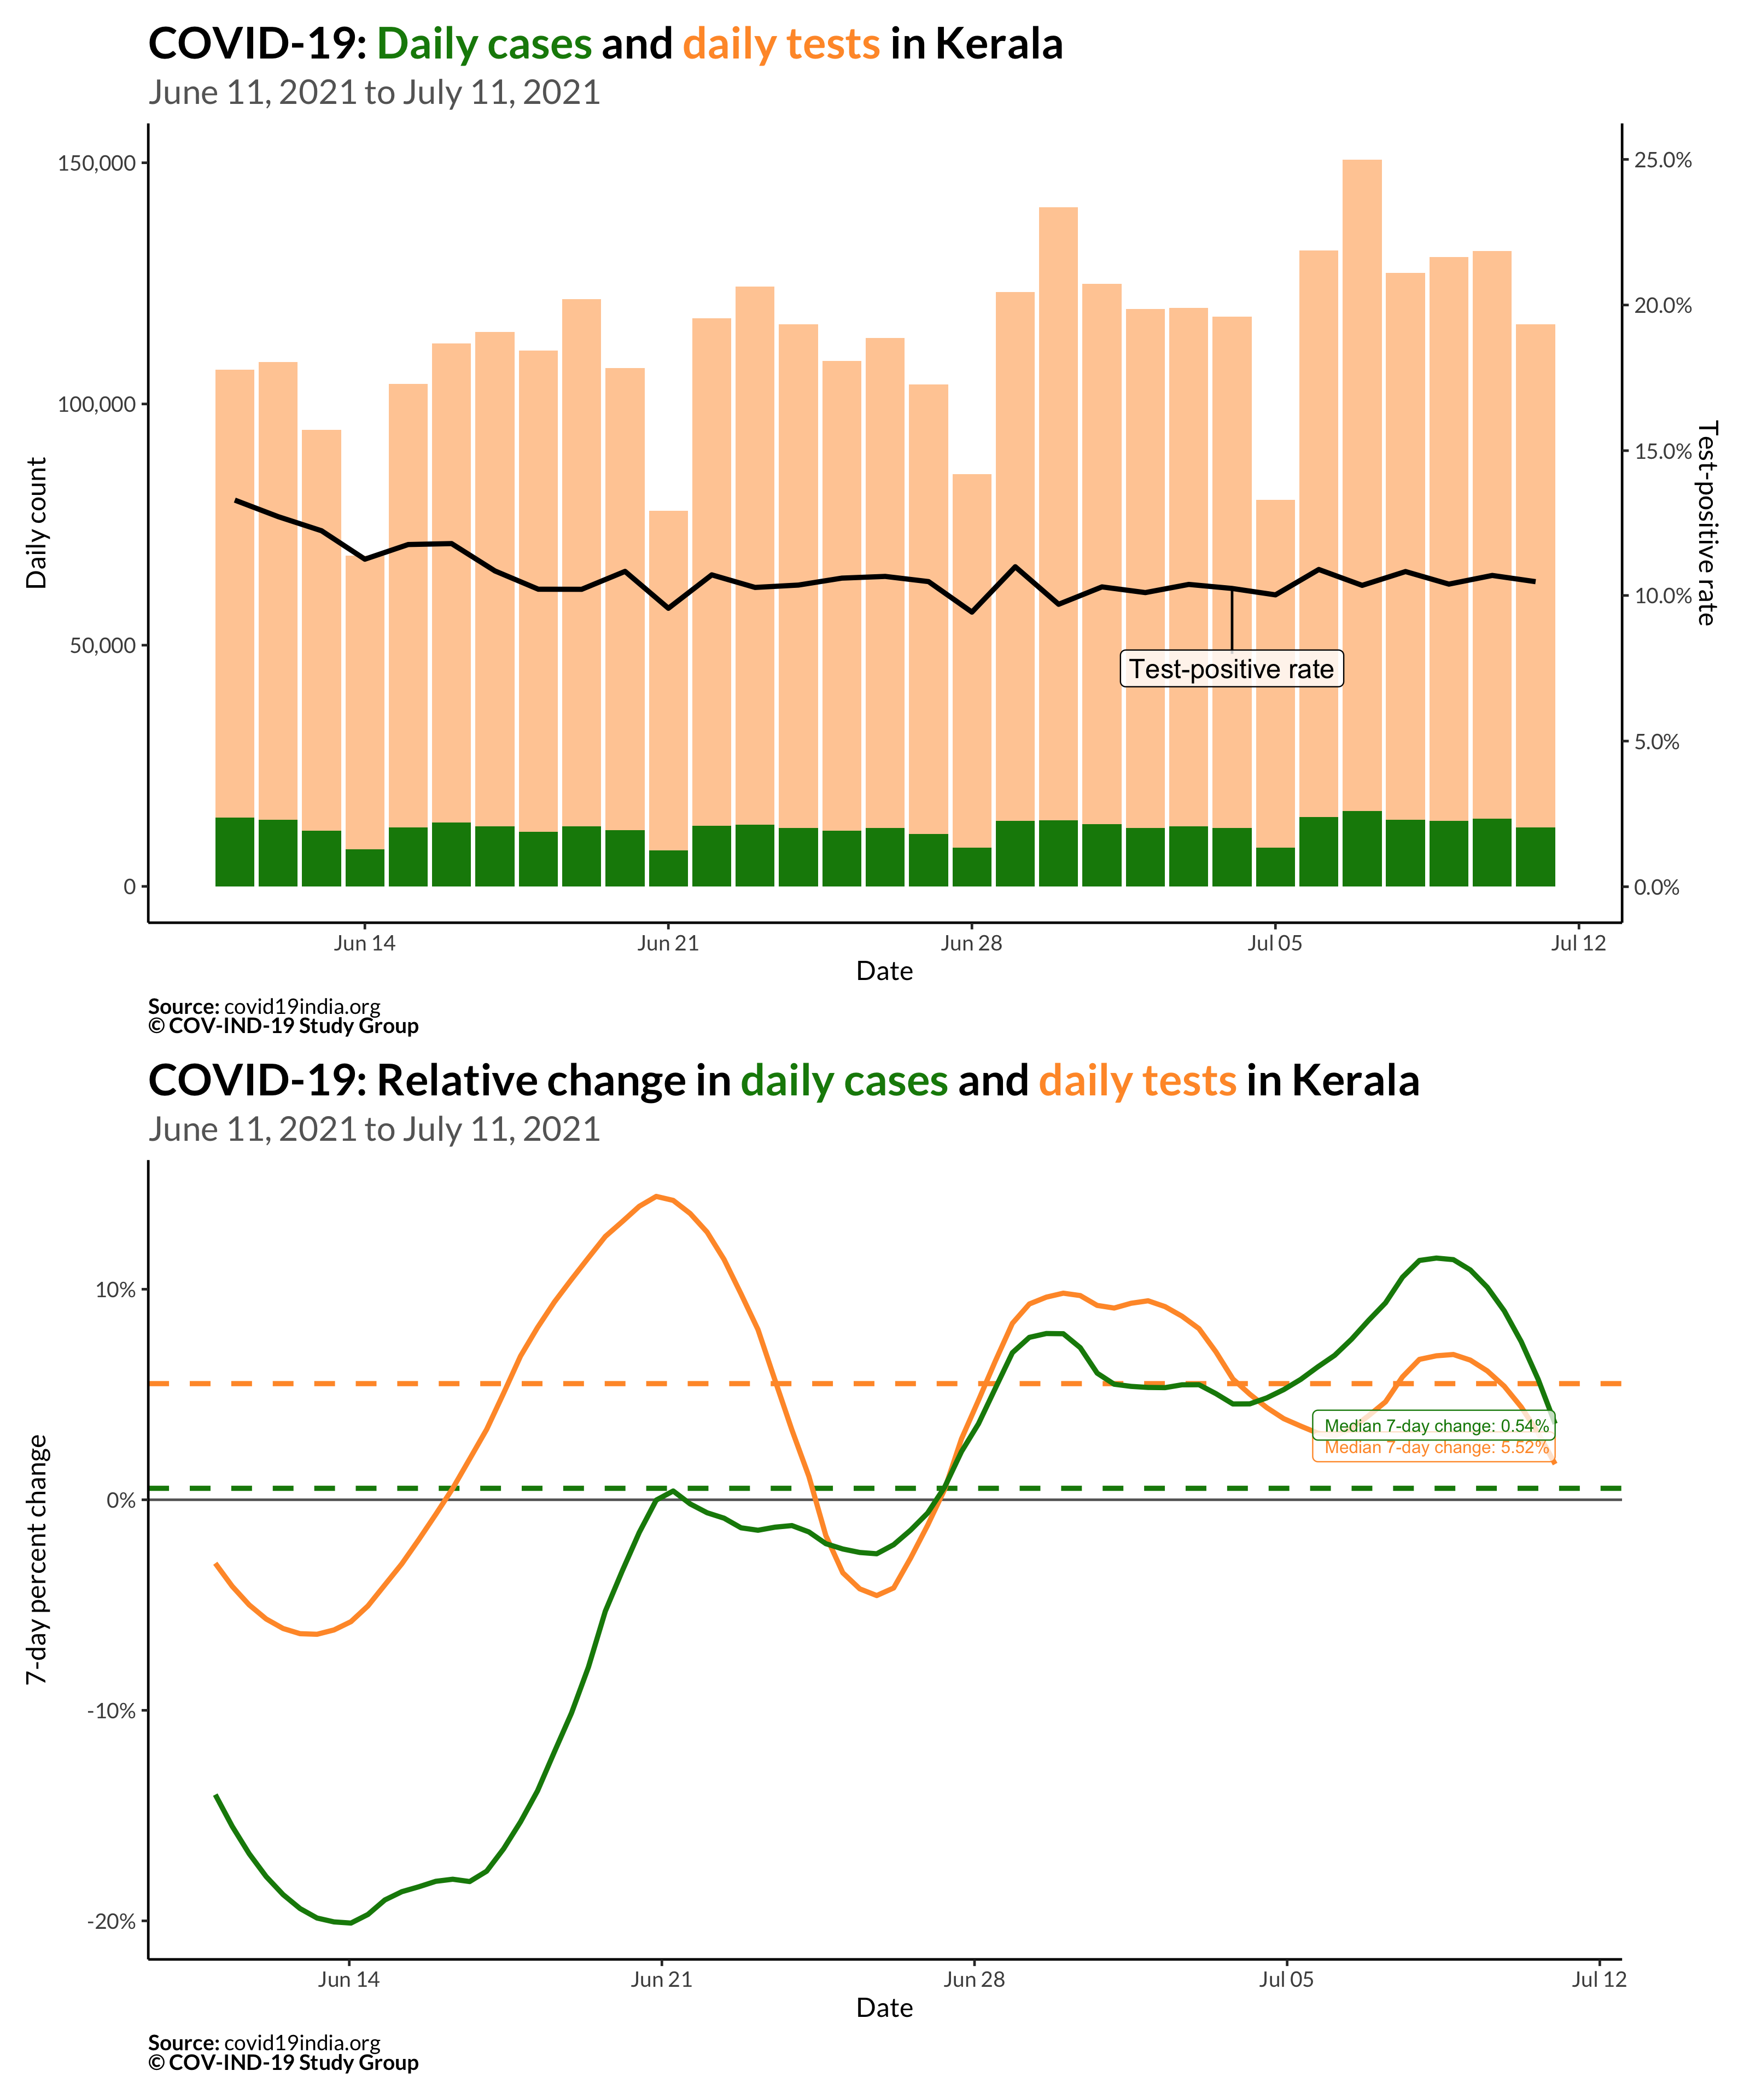 COVID-19: Daily cases and daily tests in Kerala
June 11, 2021 to July 11, 2021
Daily count
150,000
100,000
50,000
0
25.0%
20.0%
15.0%
10.0%
5.0%
0.0%
Test-positive rate
Test-positive rate
Jun 14
Jun 21
Jun 28
Jul 05
Jul 12
Date
Source: covid19india.org
© COV-IND-19 Study Group
COVID-19: Relative change in daily cases and daily tests in Kerala
June 11, 2021 to July 11, 2021
7-day percent change
10%
0%
-10%
-20%
Median 7-day change: 0.54%
Median 7-day change: 5.52%
Jun 14
Jun 21
Jun 28
Jul 05
Jul 12
Date
Source: covid19india.org
© COV-IND-19 Study Group